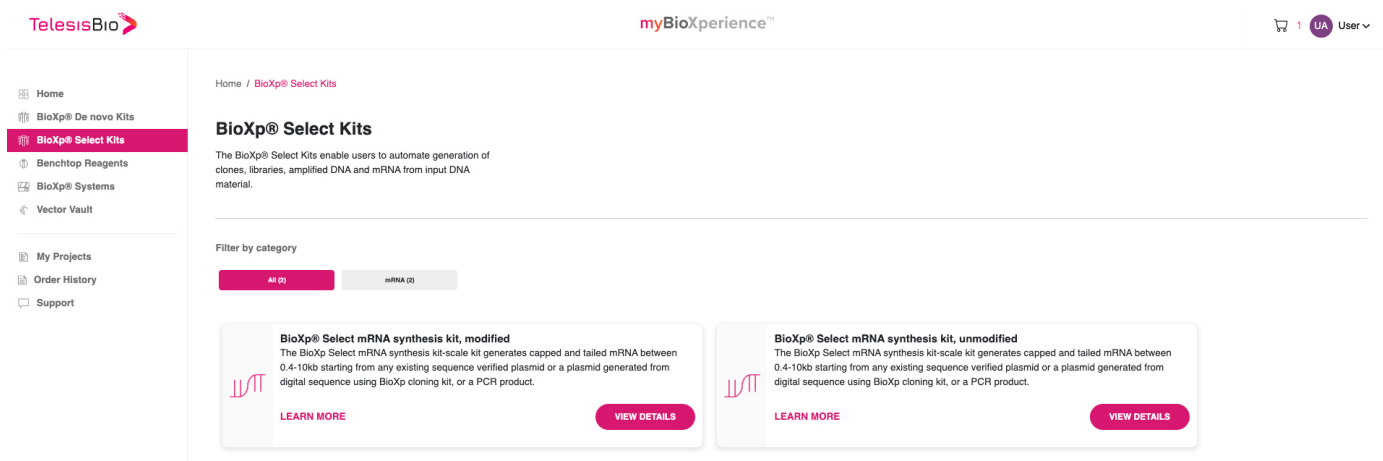 TelesisBio
myBioXperience™
1 UA User
Home
BioXp® De novo Kits
BioXp® Select Kits
Benchtop Reagents
BioXp® Systems
Vector Vault
My Projects
Order History
Support
Home / BioXp® Select Kits
BioXp® Select Kits
The BioXp® Select Kits enable users to automate generation of
clones, libraries, amplified DNA and mRNA from input DNA
material.
Filter by category
All (2)
mRNA (2)
BioXp® Select mRNA synthesis kit, modified
The BioXp Select mRNA synthesis kit-scale kit generates capped and tailed mRNA between
0.4-10kb starting from any existing sequence verified plasmid or a plasmid generated from
digital sequence using BioXp cloning kit, or a PCR product.
LEARN MORE
VIEW DETAILS
BioXp® Select mRNA synthesis kit, unmodified
The BioXp Select mRNA synthesis kit-scale kit generates capped and tailed mRNA between
0.4-10kb starting from any existing sequence verified plasmid or a plasmid generated from
digital sequence using BioXp cloning kit, or a PCR product.
LEARN MORE
VIEW DETAILS